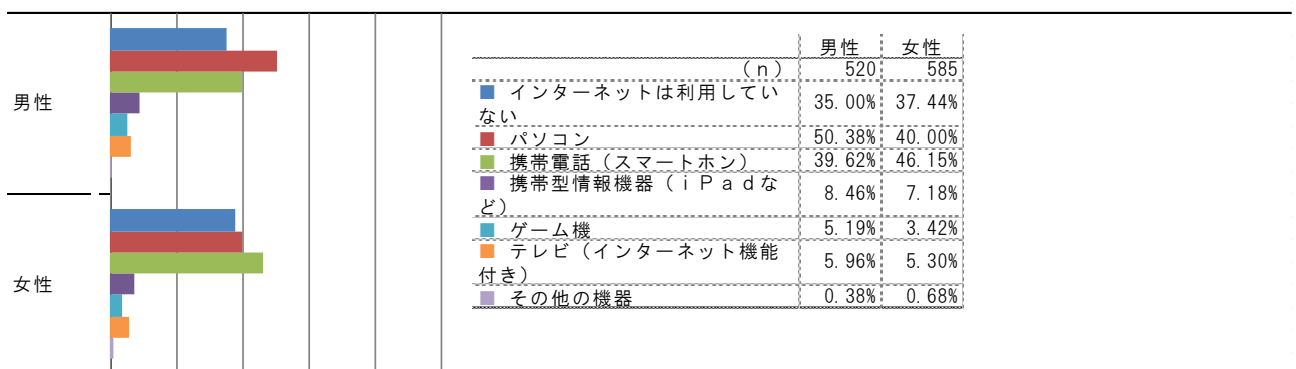 男性 女性
(n) 520 585
■ インターネットは利用してい
ない 35.00% 37.44%
■ パソコン 50.38% 40.00%
■ 携帯電話(スマートホン) 39.62% 46.15%
■ 携帯型情報機器(iPadな
ど) 8.46% 7.18%
■ ゲーム機 5.19% 3.42%
■ テレビ(インターネット機能
付き) 5.96% 5.30%
■ その他の機器 0.38% 0.68%
男性
女性